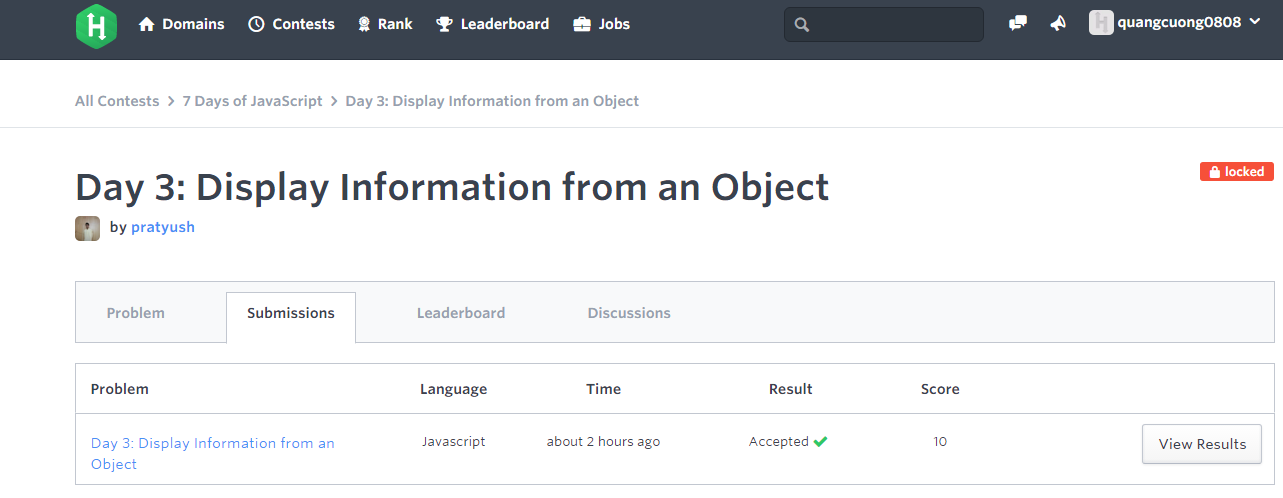 H Domains Contests Rank Leaderboard Jobs quangcuong0808
All Contests > 7 Days of JavaScript > Day 3: Display Information from an Object
Day 3: Display Information from an Object locked
by pratyush
Problem Submissions Leaderboard Discussions
Problem Language Time Result Score
Day 3: Display Information from an Javascript about 2 hours ago Accepted 10 View Results
Object